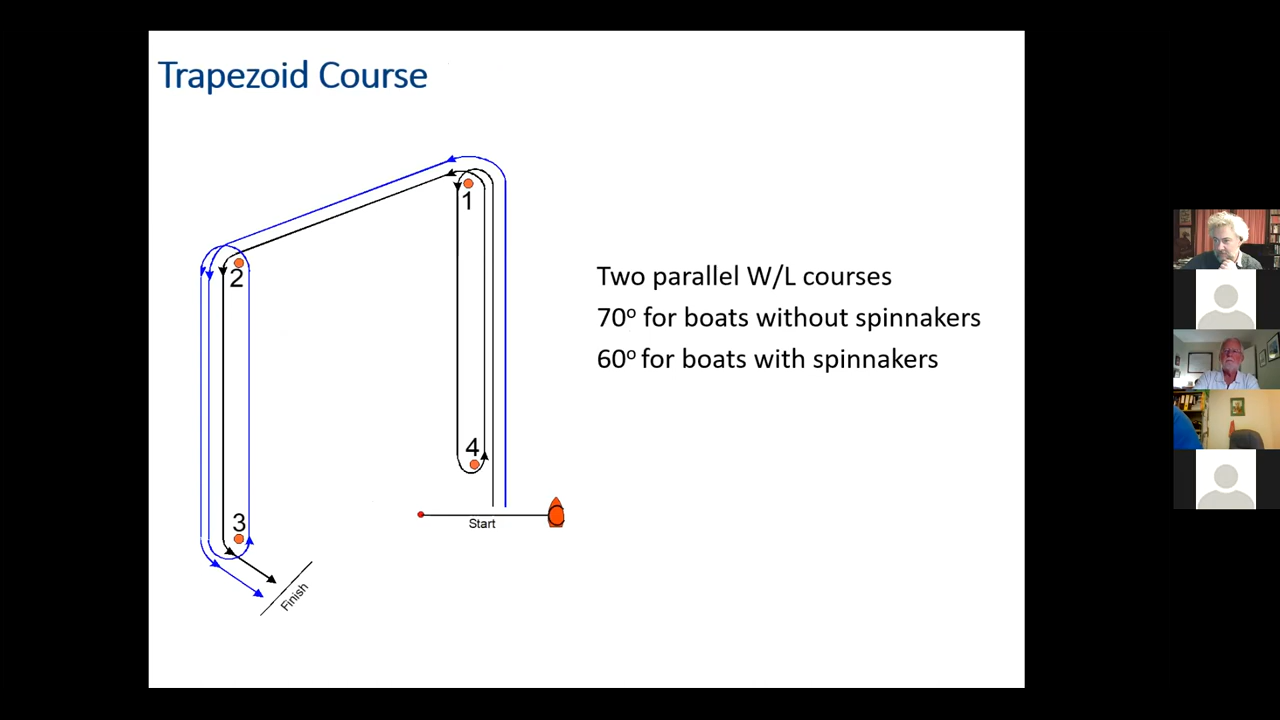 Trapezoid Course
1
2
Two parallel W/L courses
70º for boats without spinnakers
60º for boats with spinnakers
4
3
Start
Finish